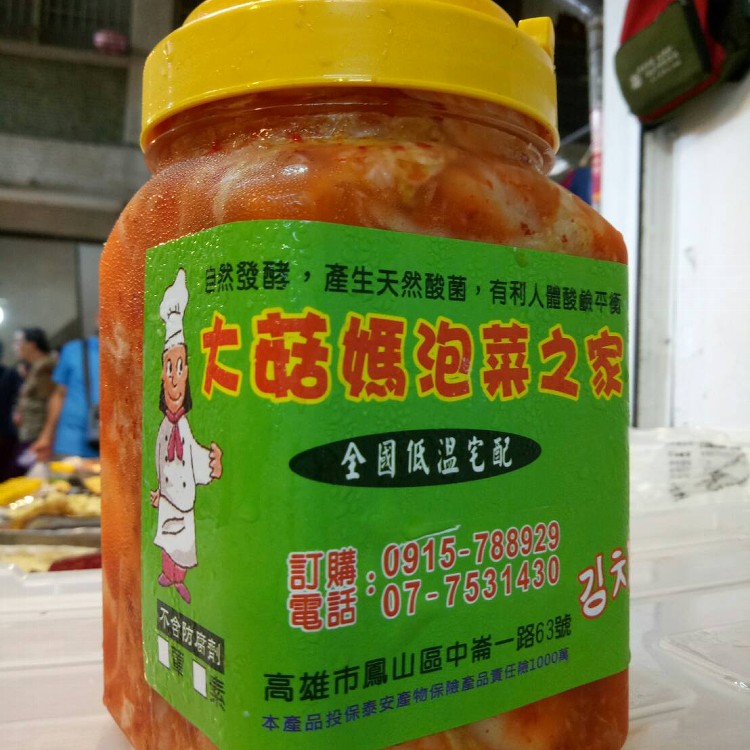 自然發酵，產生天然酸菌，有利人體酸鹼平衡
大菇媽泡菜之家
全國低溫宅配
訂購電話：0915-788929
07-7531430
김치
不含防腐劑
葷 素
高雄市鳳山區中崙一路63號
本產品投保泰安產物保險產品責任險1000萬